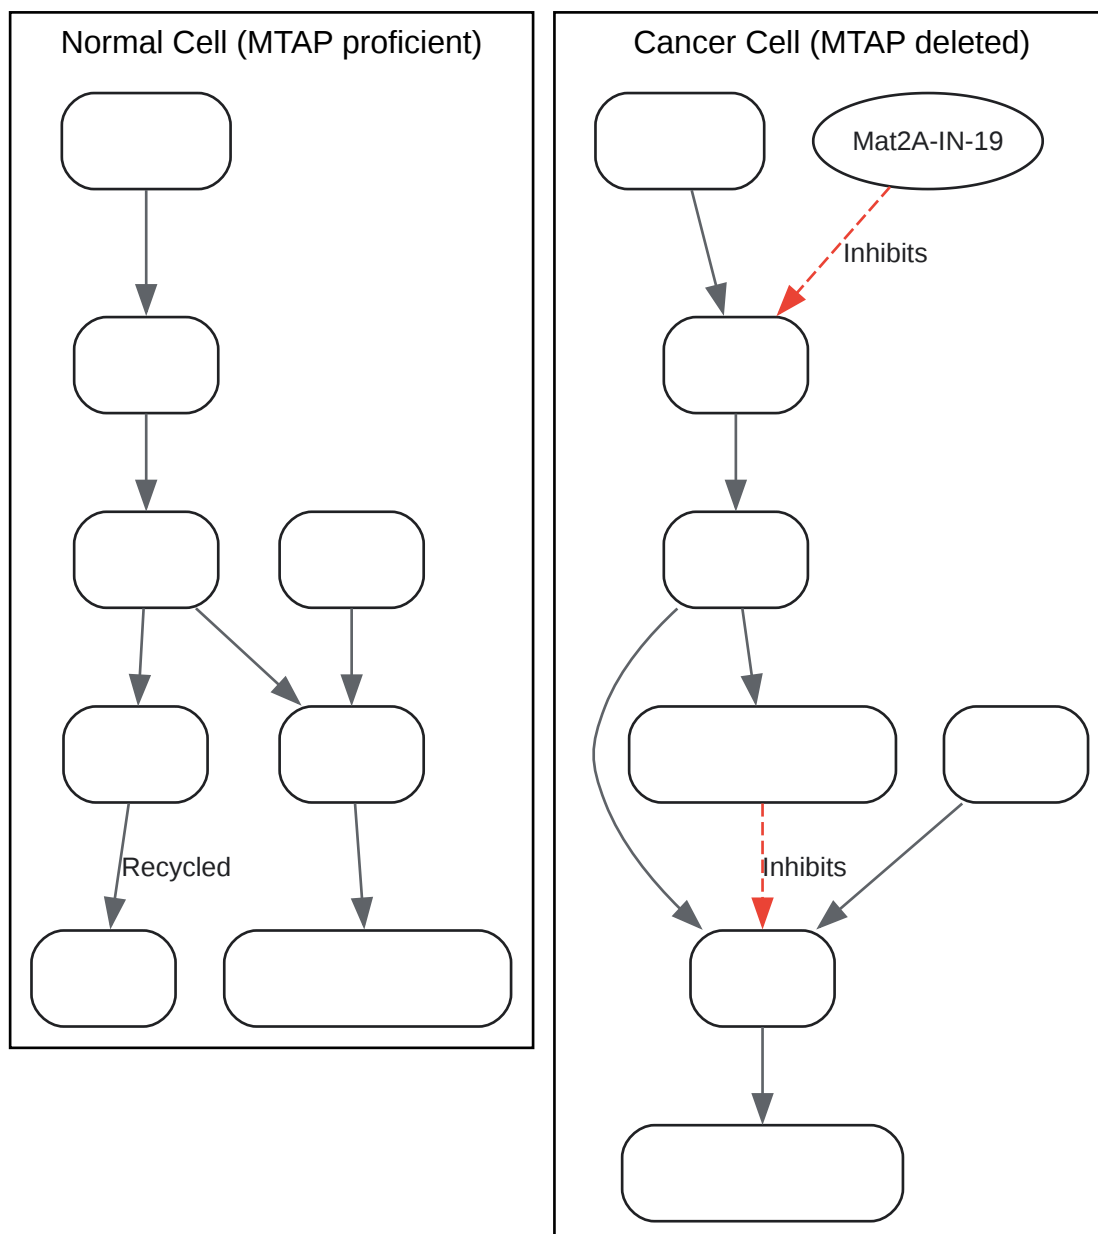 Normal Cell (MTAP proficient)
Recycled
Cancer Cell (MTAP deleted)
Mat2A-IN-19
Inhibits
Inhibits